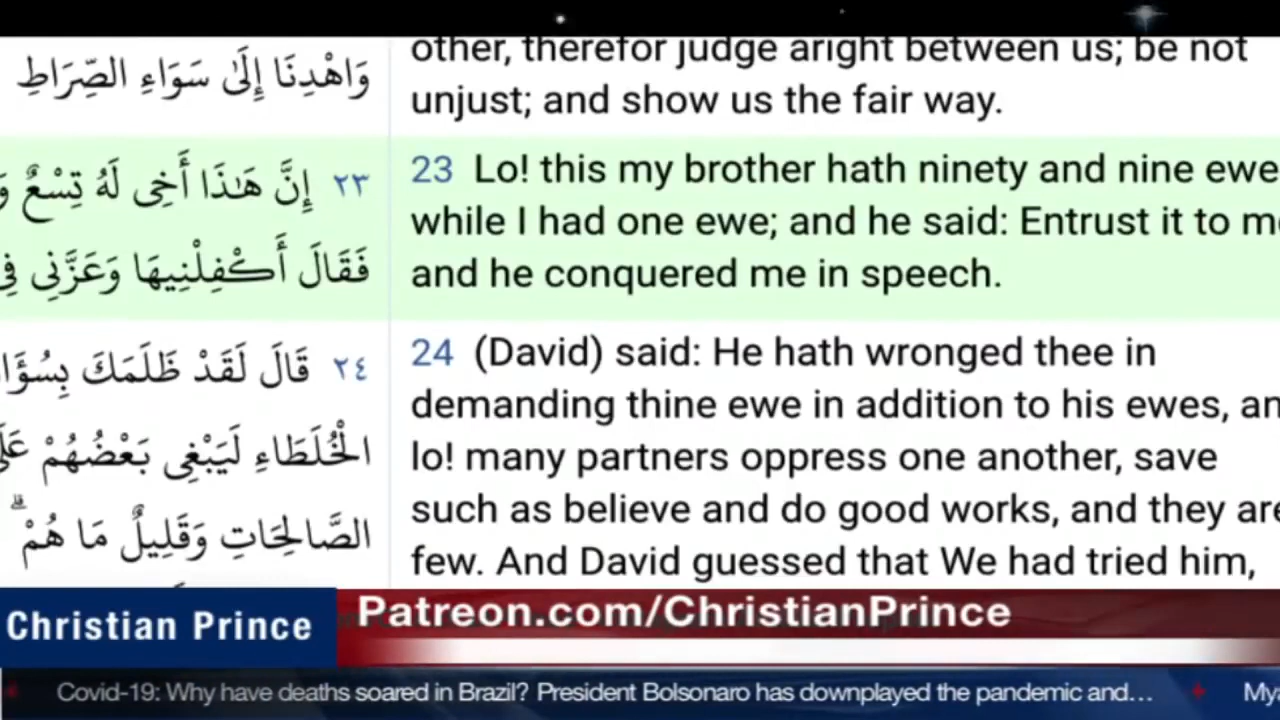 وَاهْدِنَا إِلَىٰ سَوَاءِ الصِّرَاطِ
other, therefor judge aright between us; be not
unjust; and show us the fair way.
٢٣ إِنَّ هَـٰذَا أَخِي لَهُ تِسْعٌ
فَقَالَ أَكْفِلْنِيهَا وَعَزَّنِي فِي
23 Lo! this my brother hath ninety and nine ewe
while I had one ewe; and he said: Entrust it to m
and he conquered me in speech.
٢٤ قَالَ لَقَدْ ظَلَمَكَ
الْخُلَطَاءِ لَيَبْغِي بَعْضُهُمْ
الصَّالِحَاتِ وَقَلِيلٌ مَا هُمْ ۗ
24 (David) said: He hath wronged thee in
demanding thine ewe in addition to his ewes, an
lo! many partners oppress one another, save
such as believe and do good works, and they are
few. And David guessed that We had tried him,
Christian Prince
Patreon.com/ChristianPrince
Covid-19: Why have deaths soared in Brazil? President Bolsonaro has downplayed the pandemic and…
My